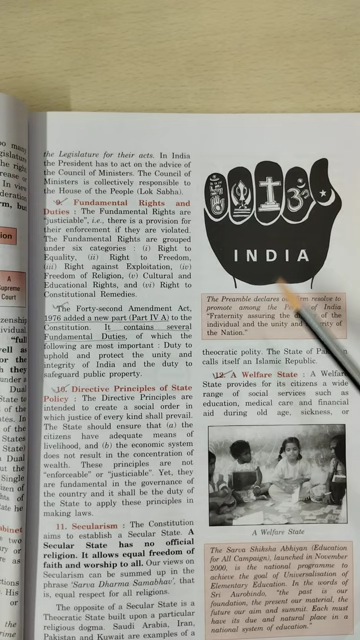 the Legislature for their acts. In India
the President has to act on the advice of
the Council of Ministers. The Council of
Ministers is collectively responsible to
the House of the People (Lok Sabha).
9. Fundamental Rights and
Duties : The Fundamental Rights are
"justiciable", i.e., there is a provision for
their enforcement if they are violated.
The Fundamental Rights are grouped
under six categories : (i) Right to
Equality, (ii) Right to Freedom,
(iii) Right against Exploitation, (iv)
Freedom of Religion, (v) Cultural and
Educational Rights, and (vi) Right to
Constitutional Remedies.
The Forty-second Amendment Act,
1976 added a new part (Part IV A) to the
Constitution. It contains several
Fundamental Duties, of which the
following are most important : Duty to
uphold and protect the unity and
integrity of India and the duty to
safeguard public property.
10. Directive Principles of State
Policy : The Directive Principles are
intended to create a social order in
which justice of every kind shall prevail.
The State should ensure that (a) the
citizens have adequate means of
livelihood, and (b) the economic system
does not result in the concentration of
wealth. These principles are not
"enforceable" or "justiciable" Yet, they
are fundamental in the governance of
the country and it shall be the duty of
the State to apply these principles in
making laws.
11. Secularism : The Constitution
aims to establish a Secular State. A
Secular State has no official
religion. It allows equal freedom of
faith and worship to all. Our view on
Secularism can be summed up in the
phrase 'Sarva Dharma Samabhav', that
is, equal respect for all religions.
The opposite of a Secular State is a
Theocratic State built upon a particular
religious dogma. Saudi Arabia, Iran,
Pakistan and Kuwait are examples of a
INDIA
The Preamble declares resolve to
promote among the of India
"Fraternity assuring the of the
individual and the unity and of
the Nation."
theocratic polity. The State of
calls itself an Islamic Republic.
12. A Welfare State : A Welfare
State provides for its citizens a wide
range of social services such as
education, medical care and financial
aid during old age, sickness, or
A Welfare State
The Sarva Shiksha Abhiyan (Education
for All Campaign), launched in November
2000, is the national programme to
achieve the goal of Universalisation of
Elementary Education. In the words of
Sri Aurobindo, "the past is our
foundation, the present our material, the
future our aim and summit. Each must
have its due and natural place in a
national system of education."